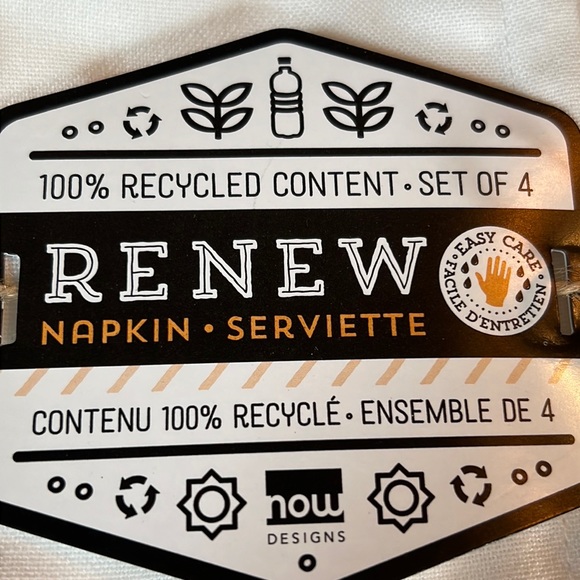 100% RECYCLED CONTENT • SET OF 4
RENEW
NAPKIN • SERVIETTE
• EASY CARE •
FACILE D'ENTRETIEN
CONTENU 100% RECYCLÉ • ENSEMBLE DE 4
now
DESIGNS